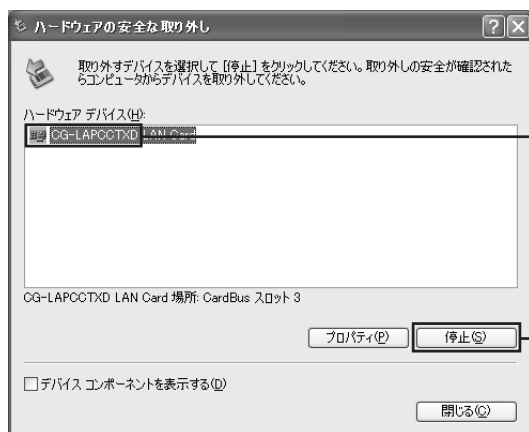 ハードウェアの安全な取り外し
取り外すデバイスを選択して [停止] をクリックしてください。取り外しの安全が確認された
らコンピュータからデバイスを取り外してください。
ハードウェア デバイス(H):
CG-LAPCCTXD LAN Card
CG-LAPCCTXD LAN Card 場所: CardBus スロット 3
プロパティ(P) 停止(S)
デバイス コンポーネントを表示する(D)
閉じる(C)